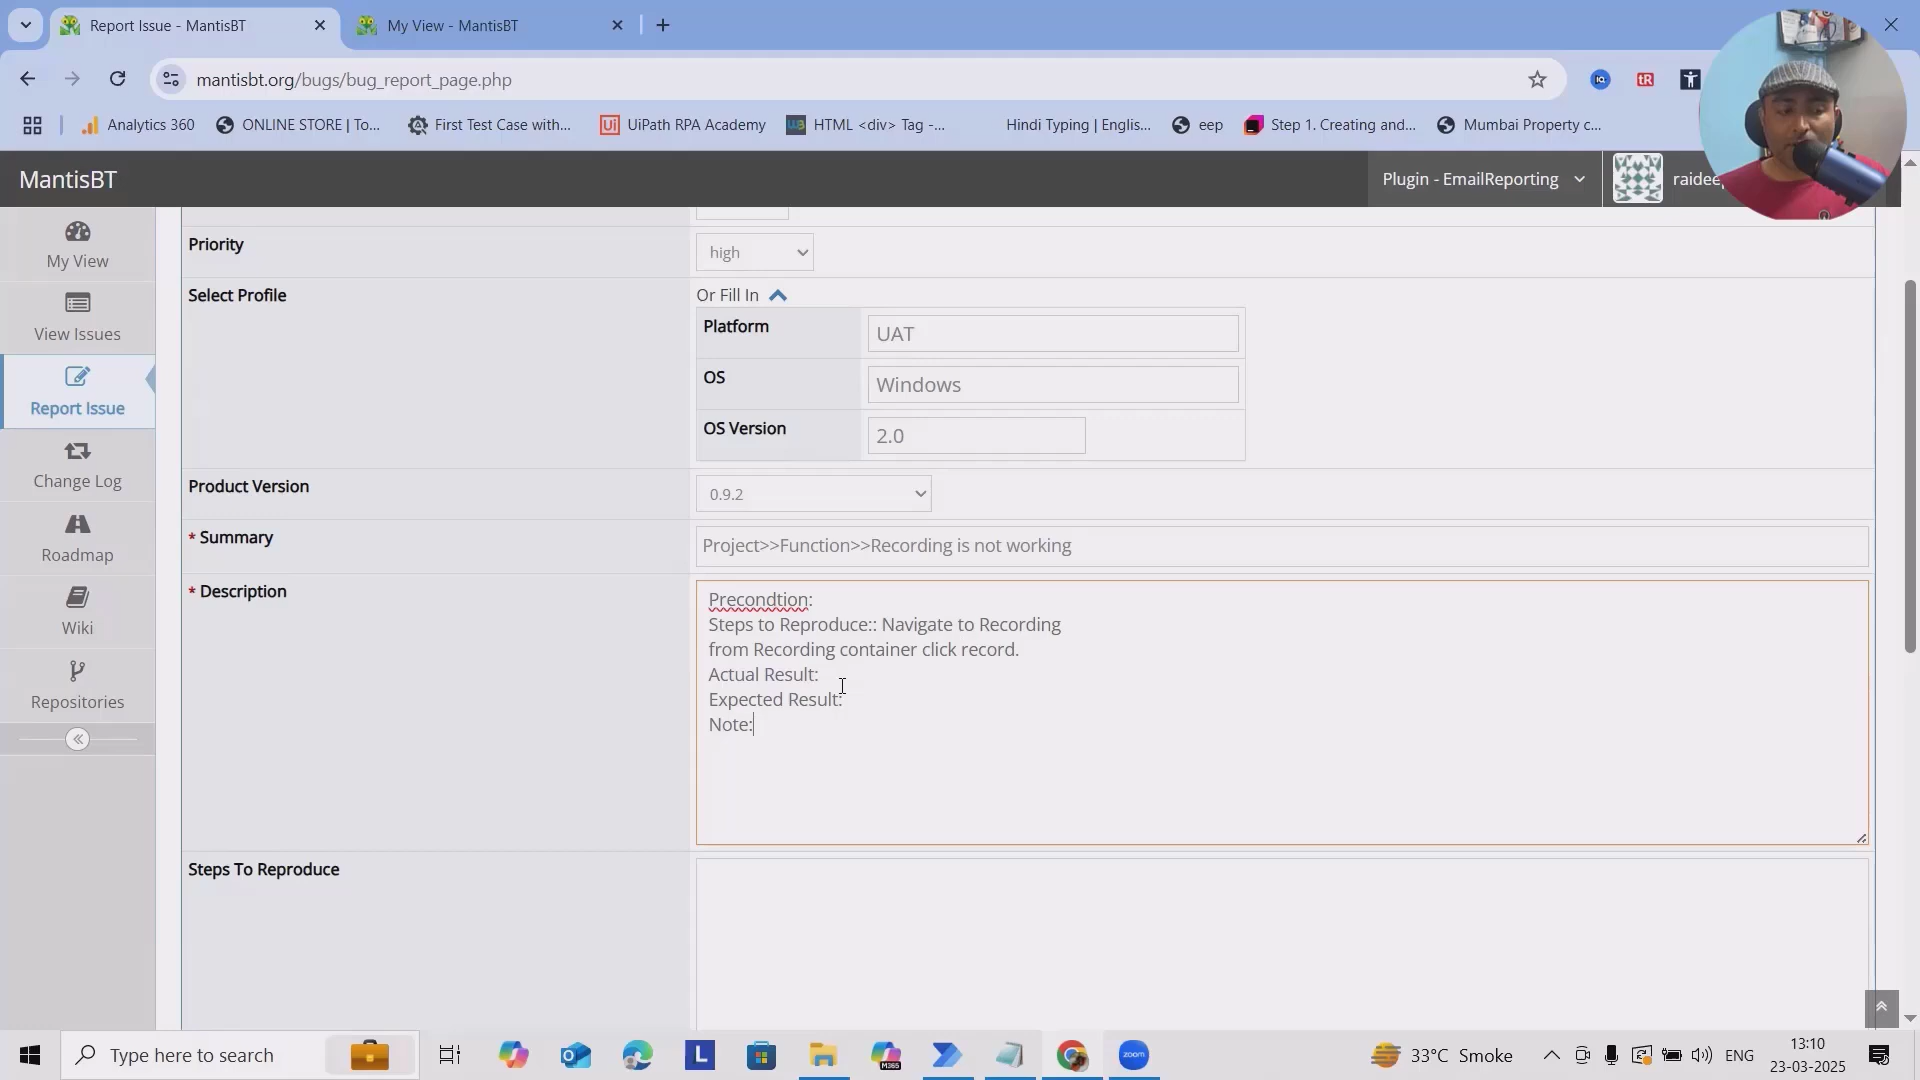 Report Issue - MantisBT
My View - MantisBT
mantisbt.org/bugs/bug_report_page.php
tR
Analytics 360
ONLINE STORE | To...
First Test Case with...
Ui
UiPath RPA Academy
HTML <div> Tag -...
Hindi Typing | Englis...
eep
Step 1. Creating and...
Mumbai Property c...
MantisBT
Plugin - EmailReporting
My View
View Issues
Report Issue
Change Log
Roadmap
Wiki
Repositories
Priority
high
Select Profile
Or Fill In
Platform
UAT
OS
Windows
OS Version
2.0
Product Version
0.9.2
* Summary
Project>>Function>>Recording is not working
* Description
Precondtion:
Steps to Reproduce:: Navigate to Recording
from Recording container click record.
Actual Result:
Expected Result:
Note:
Steps To Reproduce
Type here to search
L
M365
zoom
33°C Smoke
ENG
13:10
23-03-2025